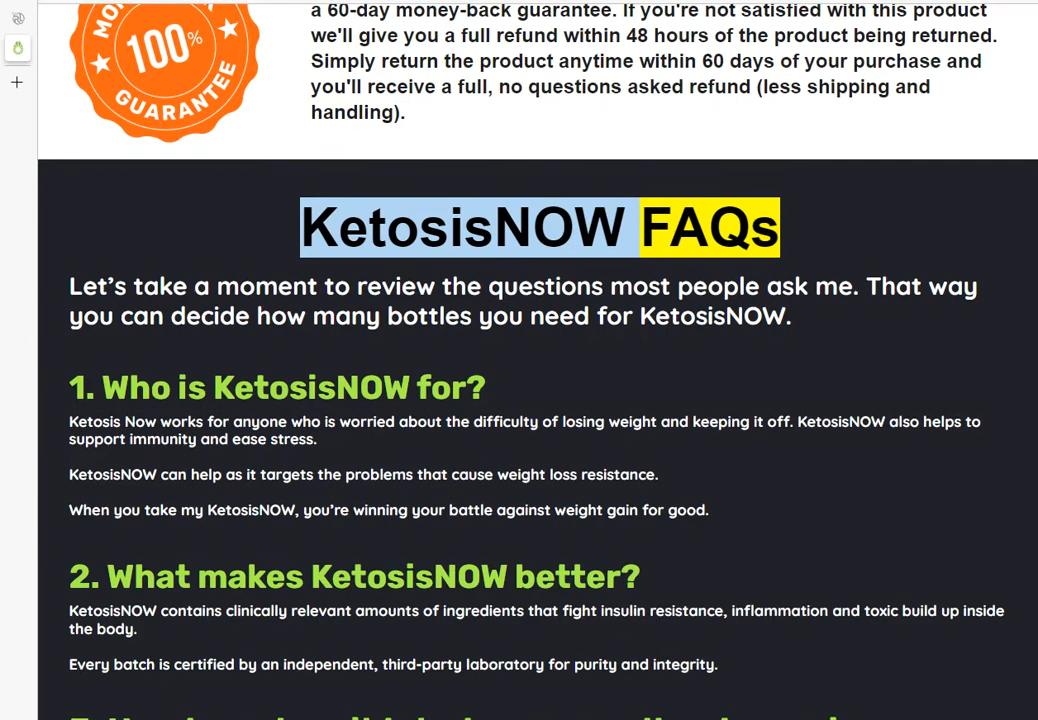 MO
100%
GUARANTEE
a 60-day money-back guarantee. If you're not satisfied with this product
we'll give you a full refund within 48 hours of the product being returned.
Simply return the product anytime within 60 days of your purchase and
you'll receive a full, no questions asked refund (less shipping and
handling).
KetosisNOW FAQs
Let's take a moment to review the questions most people ask me. That way
you can decide how many bottles you need for KetosisNOW.
1. Who is KetosisNOW for?
Ketosis Now works for anyone who is worried about the difficulty of losing weight and keeping it off. KetosisNOW also helps to
support immunity and ease stress.
KetosisNOW can help as it targets the problems that cause weight loss resistance.
When you take my KetosisNOW, you’re winning your battle against weight gain for good.
2. What makes KetosisNOW better?
KetosisNOW contains clinically relevant amounts of ingredients that fight insulin resistance, inflammation and toxic build up inside
the body.
Every batch is certified by an independent, third-party laboratory for purity and integrity.